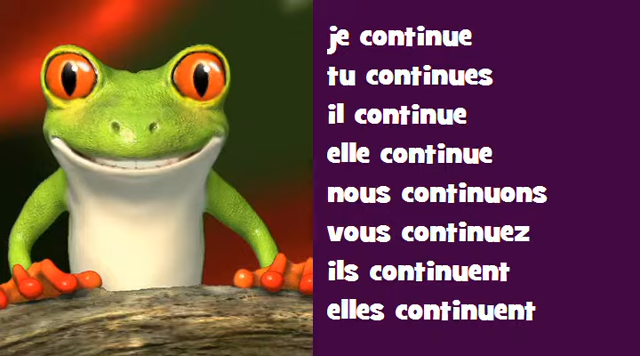 je continue
tu continues
il continue
elle continue
nous continuons
vous continuez
ils continuent
elles continuent